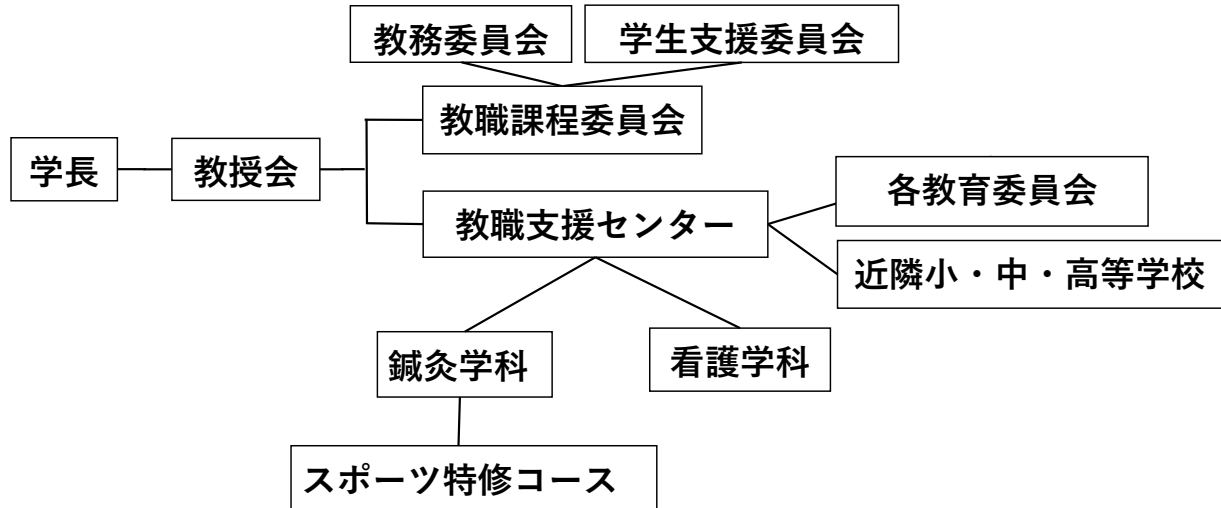 教務委員会
学生支援委員会
教職課程委員会
学長
教授会
各教育委員会
教職支援センター
近隣小・中・高等学校
鍼灸学科
看護学科
スポーツ特修コース